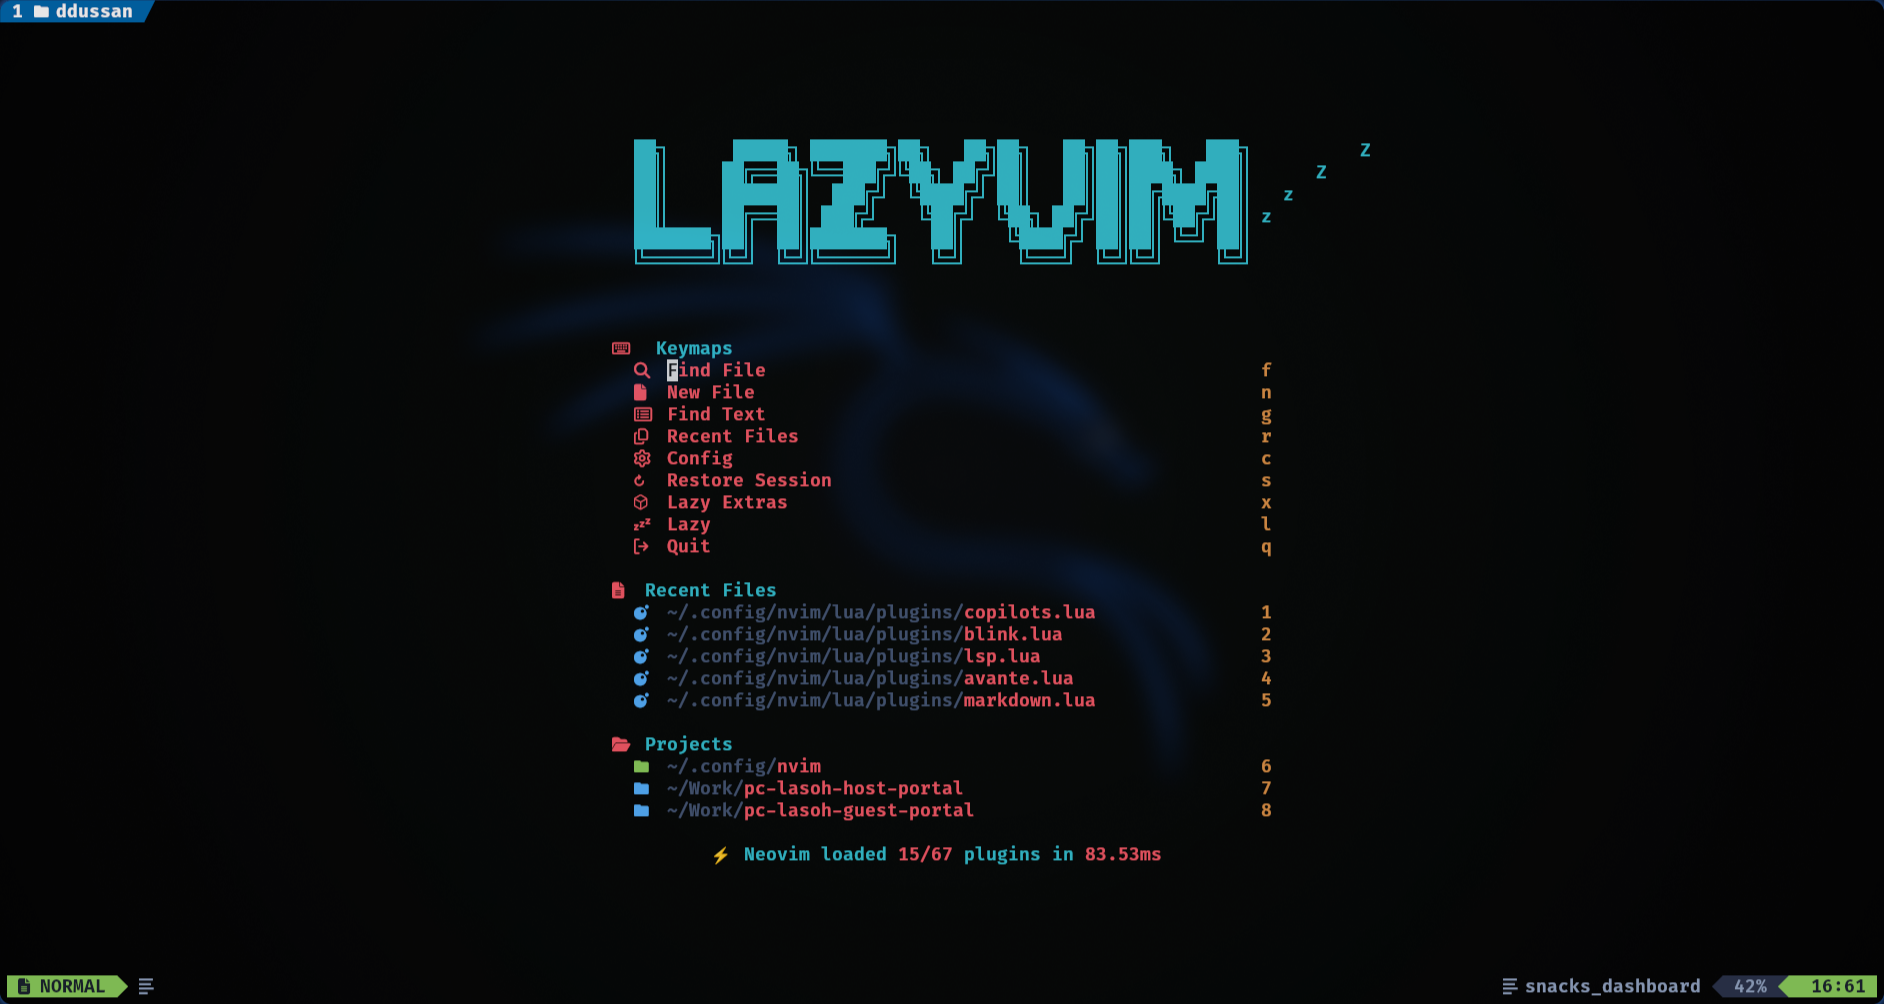 1 ddussan
LAZYVIM
Z
Z
z
z
Keymaps
Find File f
New File n
Find Text g
Recent Files r
Config c
Restore Session s
Lazy Extras x
zzz Lazy l
Quit q
Recent Files
~/.config/nvim/lua/plugins/copilots.lua 1
~/.config/nvim/lua/plugins/blink.lua 2
~/.config/nvim/lua/plugins/lsp.lua 3
~/.config/nvim/lua/plugins/avante.lua 4
~/.config/nvim/lua/plugins/markdown.lua 5
Projects
~/.config/nvim 6
~/Work/pc-lasoh-host-portal 7
~/Work/pc-lasoh-guest-portal 8
⚡ Neovim loaded 15/67 plugins in 83.53ms
NORMAL snacks_dashboard 42% 16:61